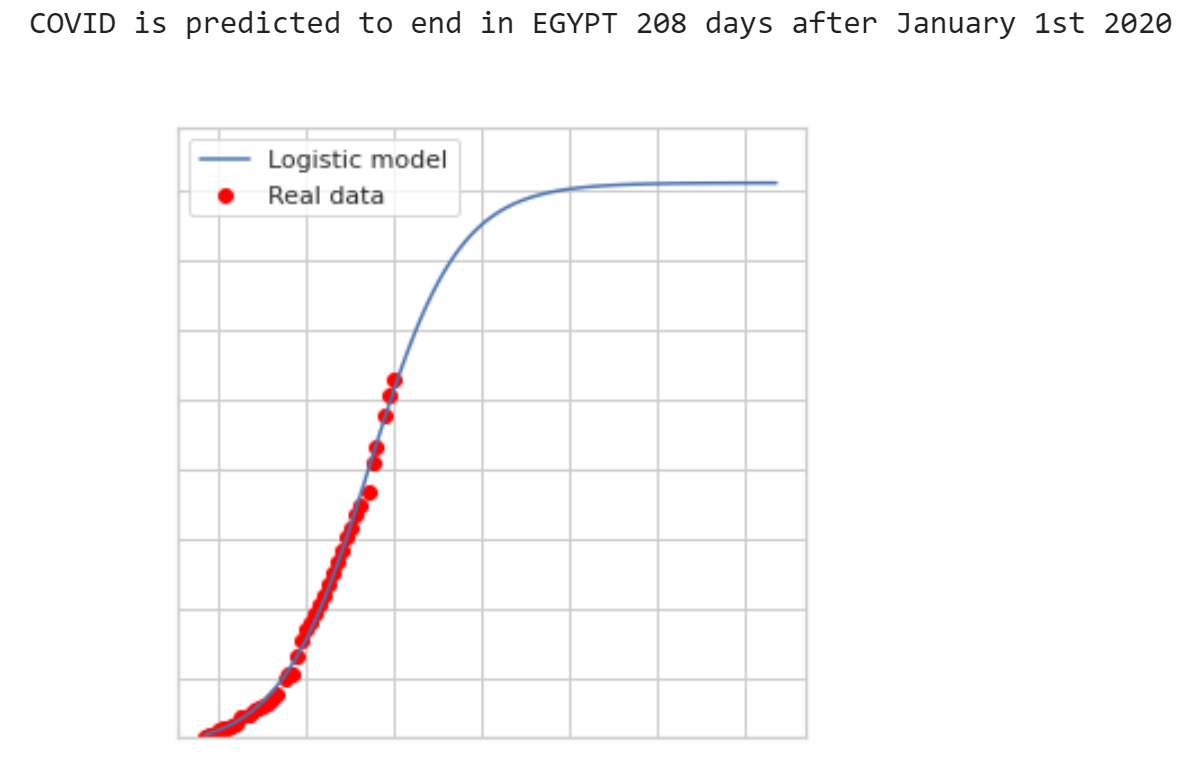 COVID is predicted to end in EGYPT 208 days after January 1st 2020
Logistic model
Real data